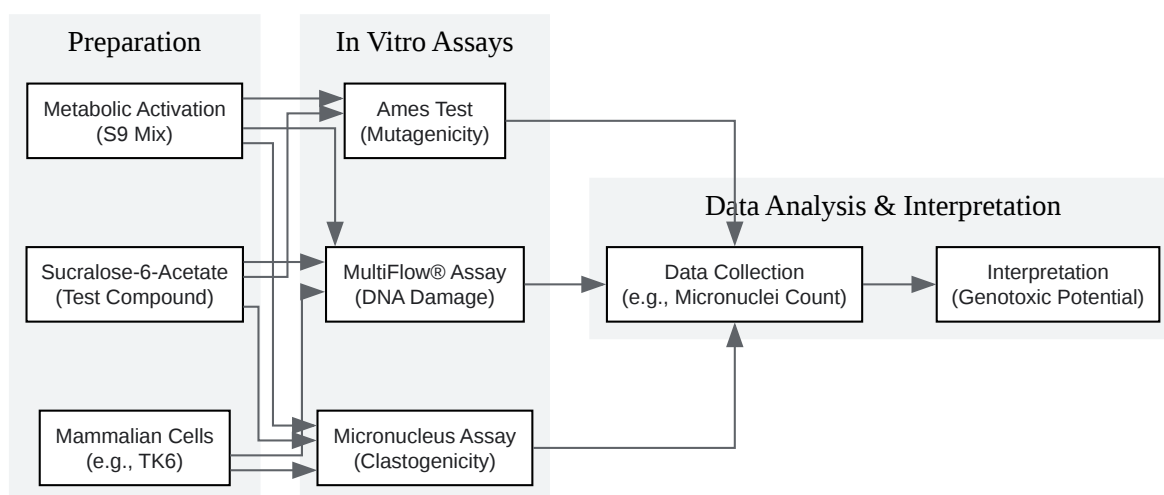 Preparation
Metabolic Activation
(S9 Mix)
Sucralose-6-Acetate
(Test Compound)
Mammalian Cells
(e.g., TK6)
In Vitro Assays
Ames Test
(Mutagenicity)
MultiFlow® Assay
(DNA Damage)
Micronucleus Assay
(Clastogenicity)
Data Analysis & Interpretation
Data Collection
(e.g., Micronuclei Count)
Interpretation
(Genotoxic Potential)